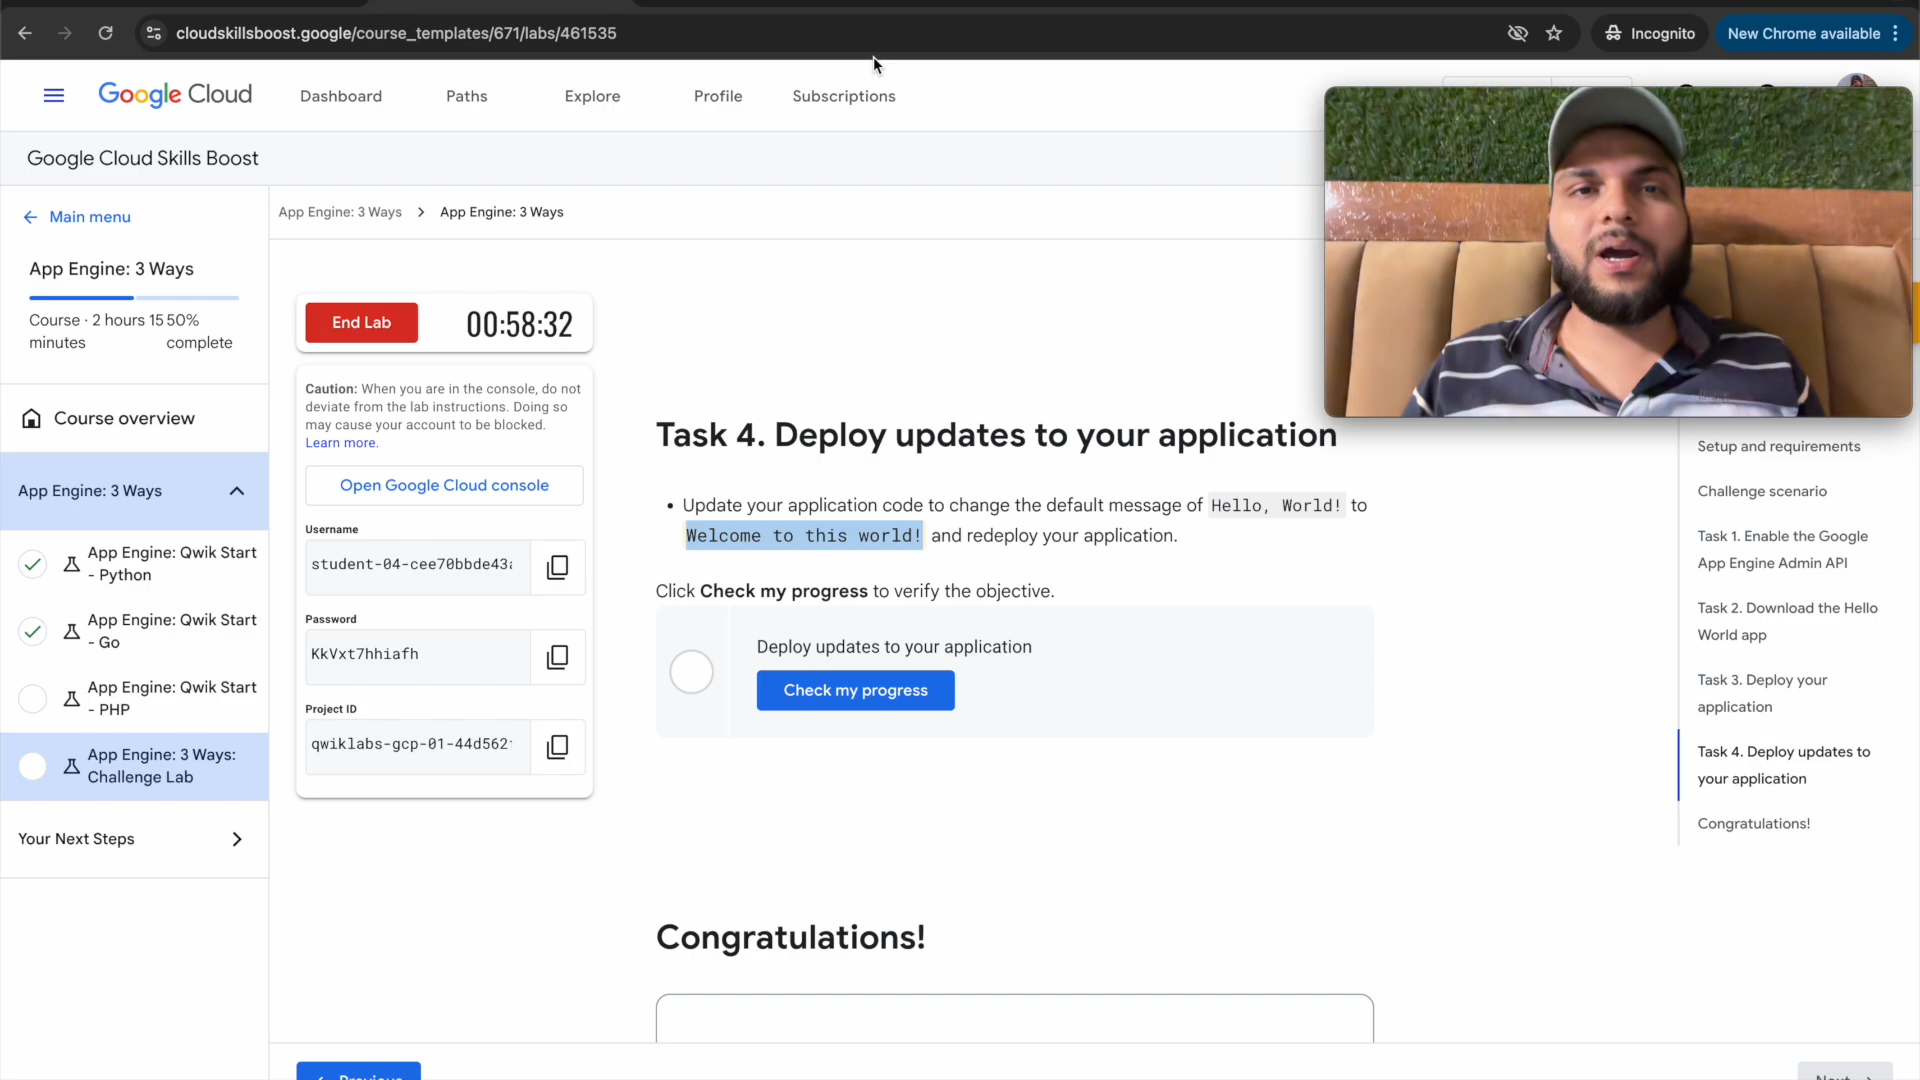 cloudskillsboost.google/course_templates/671/labs/461535
Incognito
New Chrome available
Google Cloud
Dashboard
Paths
Explore
Profile
Subscriptions
Google Cloud Skills Boost
Main menu
App Engine: 3 Ways
App Engine: 3 Ways
App Engine: 3 Ways
Course · 2 hours 15
minutes
50%
complete
Course overview
App Engine: 3 Ways
App Engine: Qwik Start
- Python
App Engine: Qwik Start
- Go
App Engine: Qwik Start
- PHP
App Engine: 3 Ways:
Challenge Lab
Your Next Steps
End Lab
00:58:32
Caution: When you are in the console, do not
deviate from the lab instructions. Doing so
may cause your account to be blocked.
Learn more.
Open Google Cloud console
Username
student-04-cee70bbde43
Password
KkVxt7hhiafh
Project ID
qwiklabs-gcp-01-44d562
Task 4. Deploy updates to your application
• Update your application code to change the default message of Hello, World! to
Welcome to this world! and redeploy your application.
Click Check my progress to verify the objective.
Deploy updates to your application
Check my progress
Congratulations!
Setup and requirements
Challenge scenario
Task 1. Enable the Google
App Engine Admin API
Task 2. Download the Hello
World app
Task 3. Deploy your
application
Task 4. Deploy updates to
your application
Congratulations!
Previous
Next